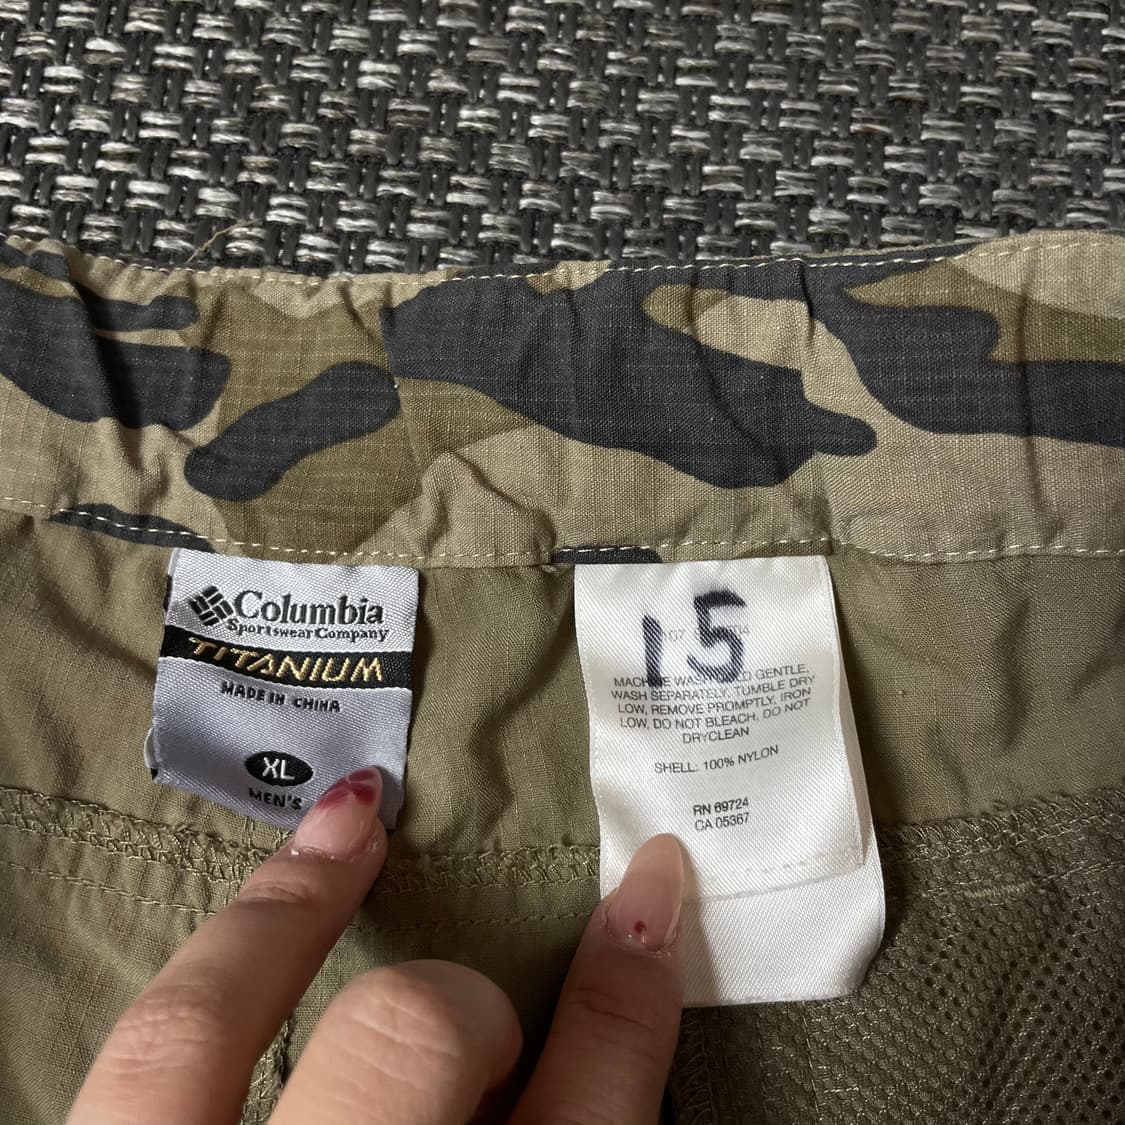 Columbia
Sportswear Company
TITANIUM
MADE IN CHINA
XL
MEN'S
15
GENTLE,
WASH SEPARATELY, TUMBLE DRY
LOW, REMOVE PROMPTLY, IRON
LOW, DO NOT BLEACH, DO NOT
DRYCLEAN
SHELL: 100% NYLON
RN 69724
CA 05367